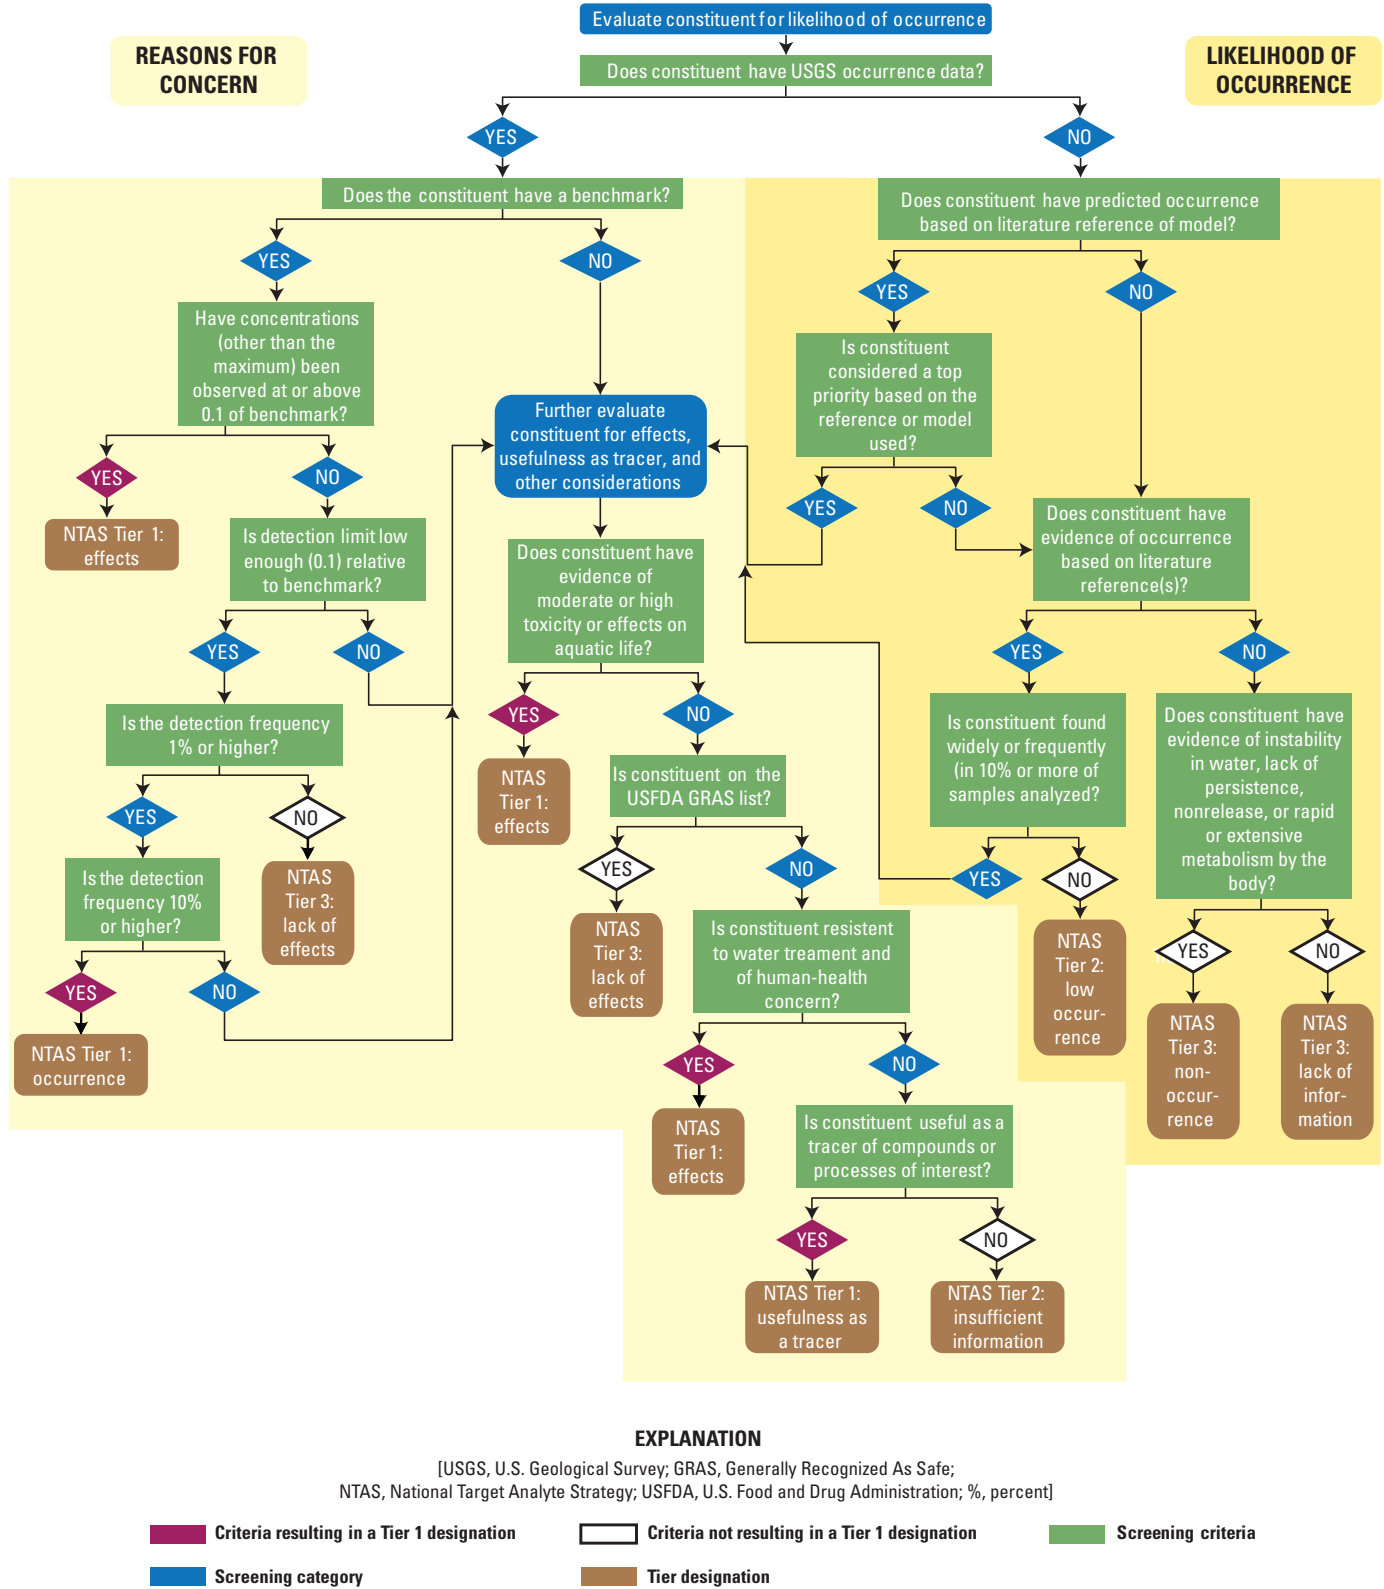 Evaluate constituent for likelihood of occurrence
REASONS FOR
CONCERN
LIKELIHOOD OF
OCCURRENCE
Does constituent have USGS occurrence data?
YES
NO
Does the constituent have a benchmark?
YES
NO
Have concentrations
(other than the
maximum) been
observed at or above
0.1 of benchmark?
YES
NO
NTAS Tier 1:
effects
Is detection limit low
enough (0.1) relative
to benchmark?
YES
NO
Is the detection frequency
1% or higher?
YES
NO
Is the detection
frequency 10%
or higher?
NTAS
Tier 3:
lack of
effects
YES
NO
NTAS Tier 1:
occurrence
Further evaluate
constituent for effects,
usefulness as tracer, and
other considerations
Does constituent have
evidence of
moderate or high
toxicity or effects on
aquatic life?
YES
NO
NTAS
Tier 1:
effects
Is constituent on the
USFDA GRAS list?
YES
NO
NTAS
Tier 3:
lack of
effects
Is constituent resistent
to water treament and
of human-health
concern?
YES
NO
NTAS
Tier 1:
effects
Is constituent useful as a
tracer of compounds or
processes of interest?
YES
NO
NTAS Tier 1:
usefulness as
a tracer
NTAS Tier 2:
insufficient
information
Does constituent have predicted occurrence
based on literature reference of model?
YES
NO
Is constituent
considered a top
priority based on the
reference or model
used?
YES
NO
Does constituent have
evidence of occurrence
based on literature
reference(s)?
YES
NO
Is constituent found
widely or frequently
(in 10% or more of
samples analyzed?
YES
NO
NTAS
Tier 2:
low
occur-
rence
Does constituent have
evidence of instability
in water, lack of
persistence,
nonrelease, or rapid
or extensive
metabolism by the
body?
YES
NO
NTAS
Tier 3:
non-
occur-
rence
NTAS
Tier 3:
lack of
infor-
mation
EXPLANATION
[USGS, U.S. Geological Survey; GRAS, Generally Recognized As Safe;
NTAS, National Target Analyte Strategy; USFDA, U.S. Food and Drug Administration; %, percent]
Criteria resulting in a Tier 1 designation
Criteria not resulting in a Tier 1 designation
Screening criteria
Screening category
Tier designation